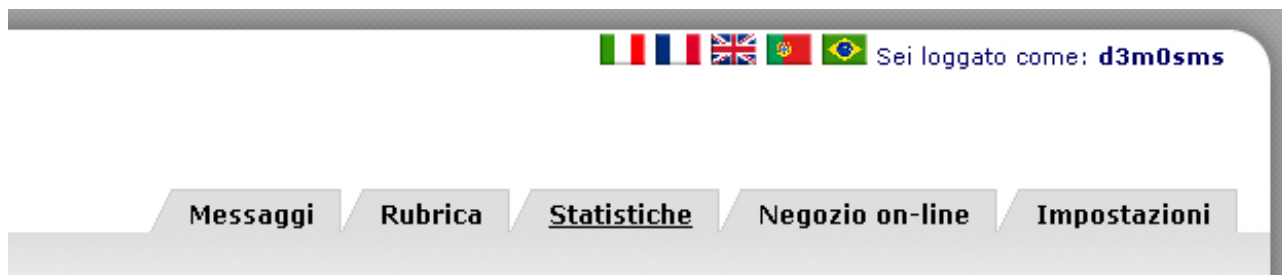 Sei loggato come: d3m0sms
Messaggi Rubrica Statistiche Negozio on-line Impostazioni